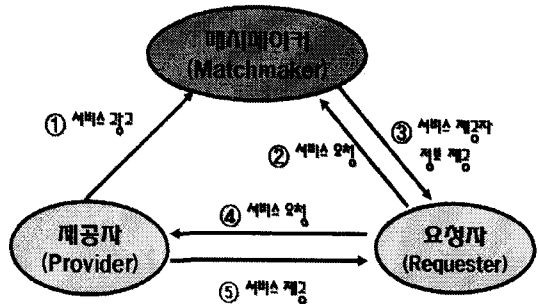 매치메이커
(Matchmaker)
① 서비스 광고
② 서비스 요청
③ 서비스 제공자
정보 제공
④ 서비스 요청
제공자
(Provider)
요청자
(Requester)
⑤ 서비스 제공